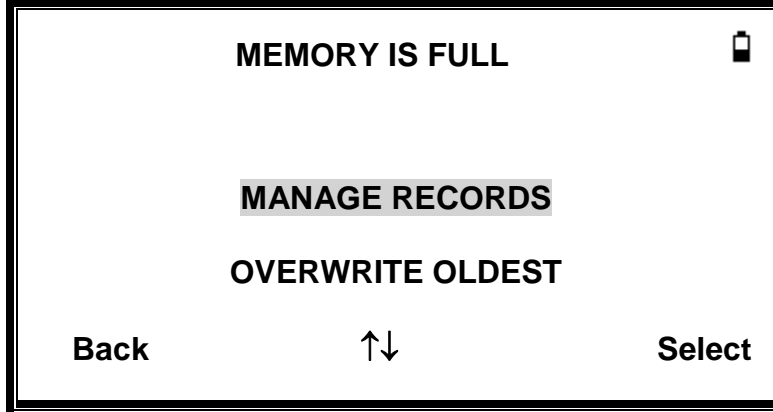 MEMORY IS FULL
MANAGE RECORDS
OVERWRITE OLDEST
Back ↑↓ Select